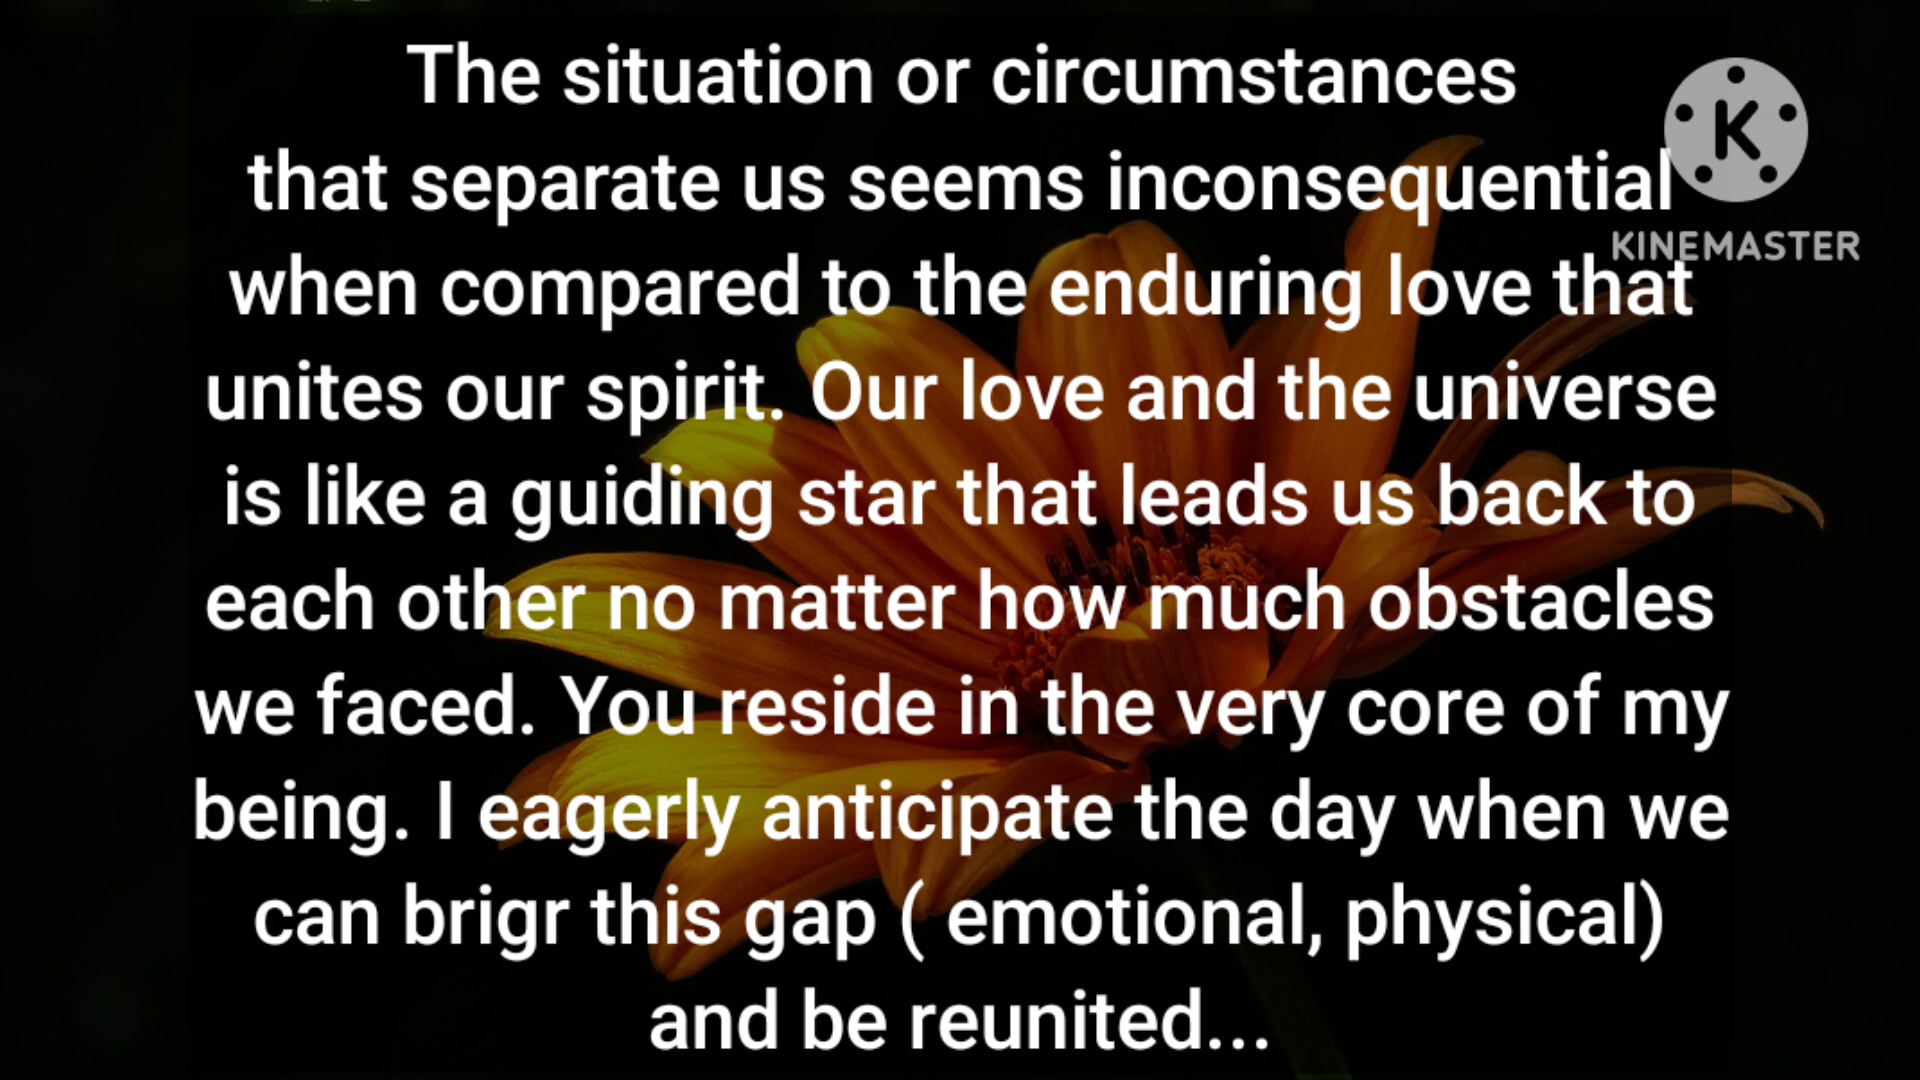 The situation or circumstances
that separate us seems inconsequential
when compared to the enduring love that
unites our spirit. Our love and the universe
is like a guiding star that leads us back to
each other no matter how much obstacles
we faced. You reside in the very core of my
being. I eagerly anticipate the day when we
can brigr this gap ( emotional, physical)
and be reunited...
K
KINEMASTER